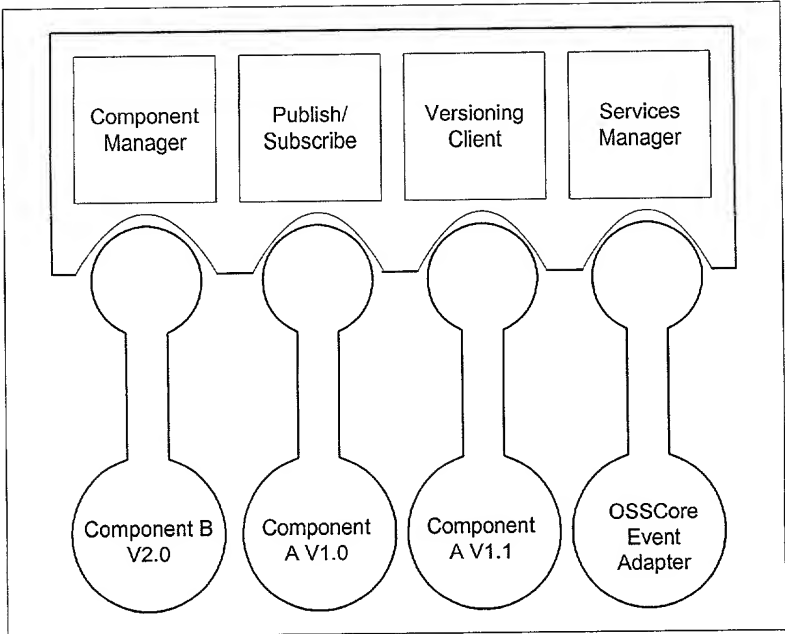 Component
Manager
Publish/
Subscribe
Versioning
Client
Services
Manager
Component B
V2.0
Component
A V1.0
Component
A V1.1
OSSCore
Event
Adapter